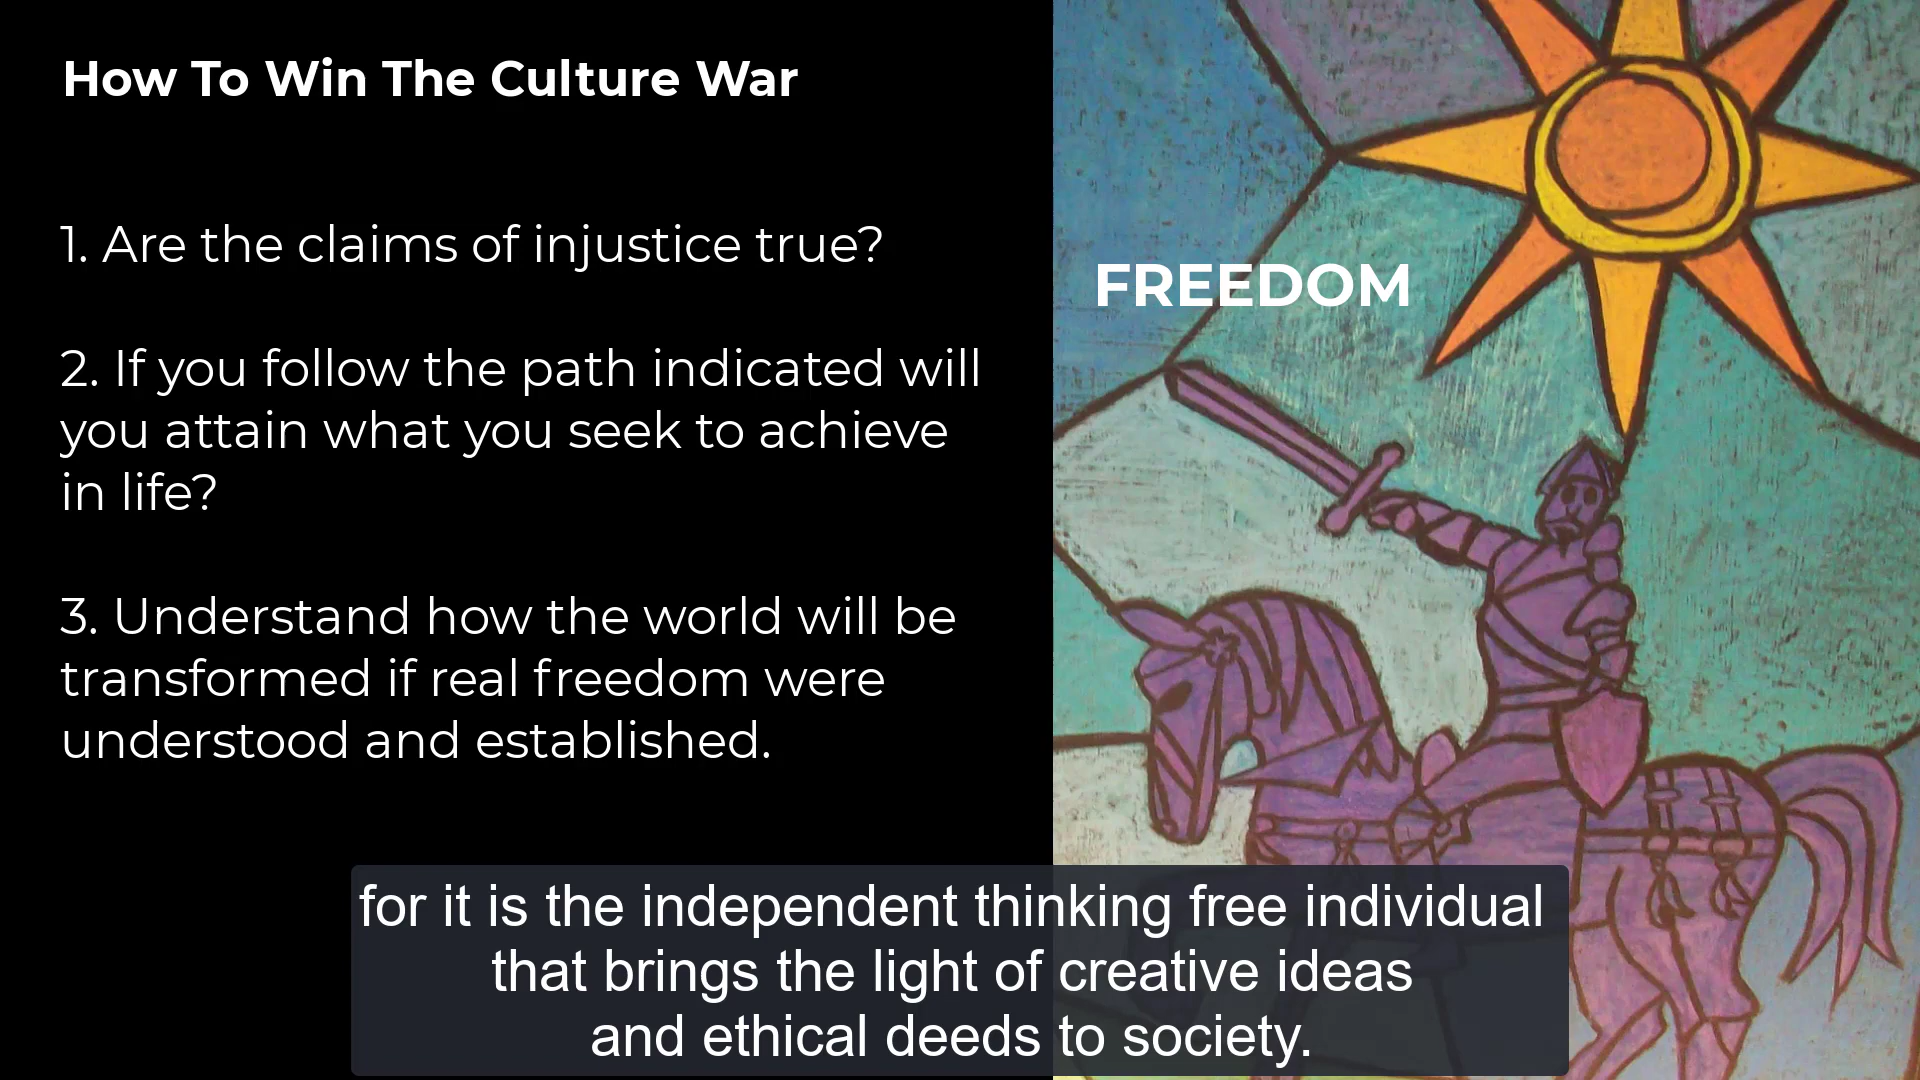 How To Win The Culture War
1. Are the claims of injustice true?
2. If you follow the path indicated will
you attain what you seek to achieve
in life?
3. Understand how the world will be
transformed if real freedom were
understood and established.
FREEDOM
for it is the independent thinking free individual
that brings the light of creative ideas
and ethical deeds to society.